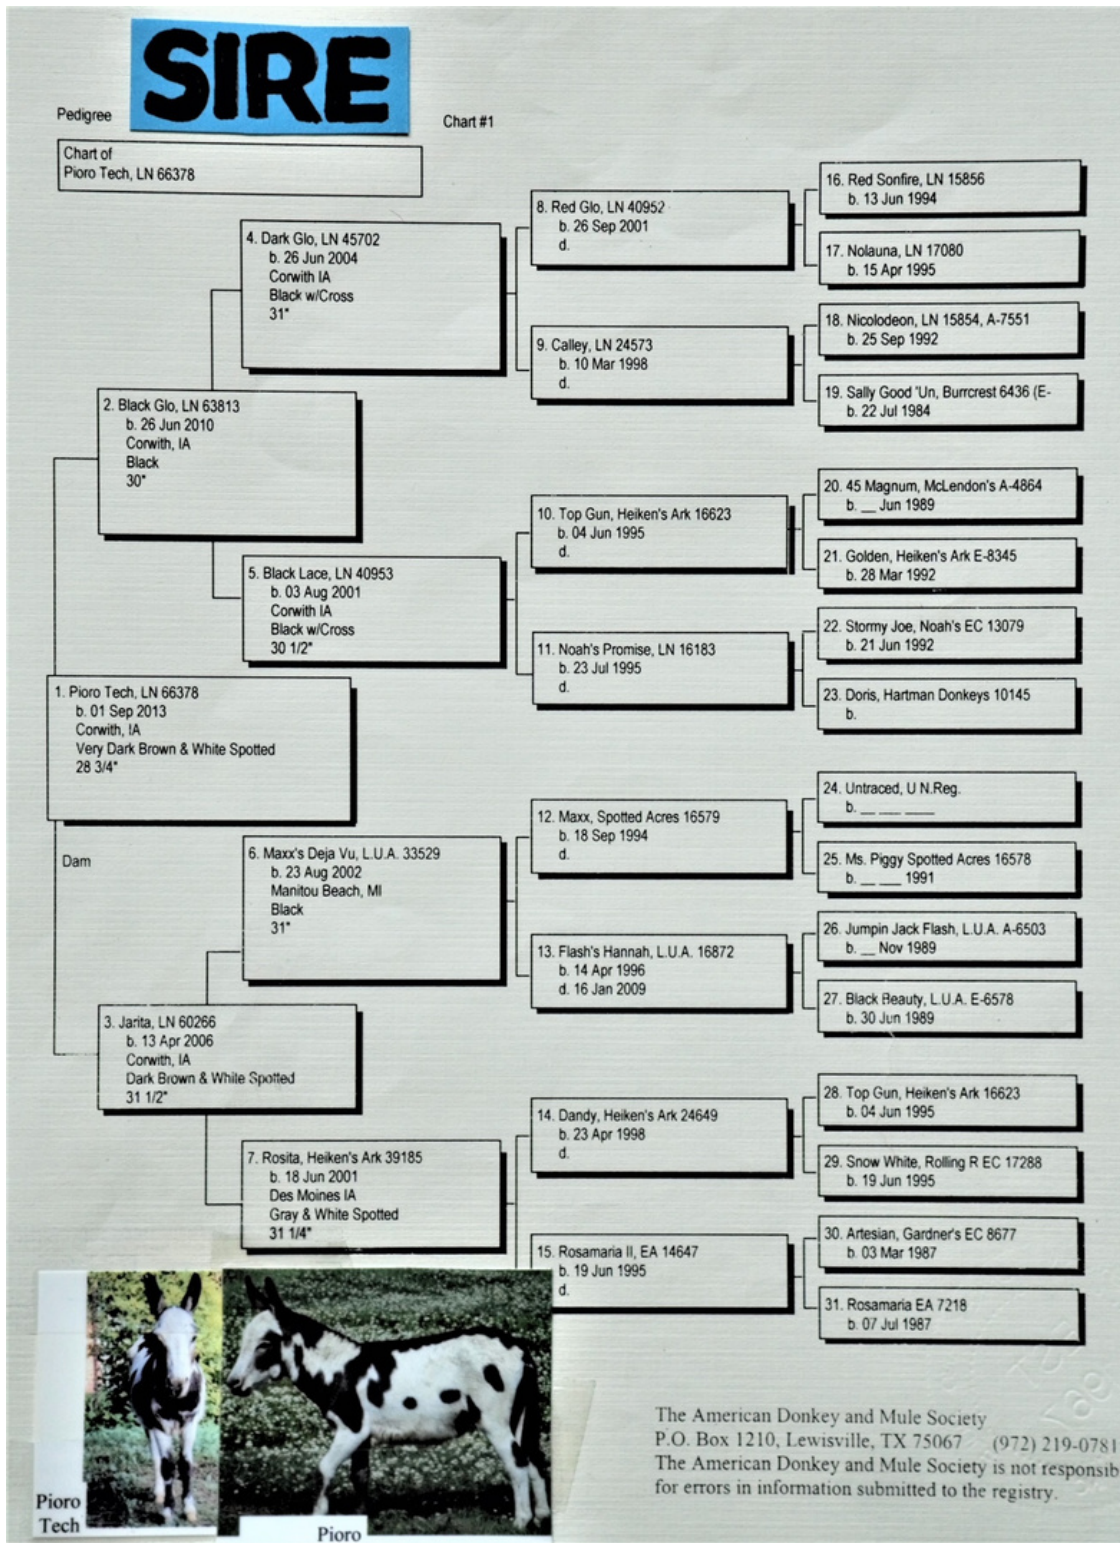 SIRE
Pedigree
Chart #1
Chart of
Pioro Tech, LN 66378
1. Pioro Tech, LN 66378
b. 01 Sep 2013
Corwith, IA
Very Dark Brown & White Spotted
28 3/4"
Dam
2. Black Glo, LN 63813
b. 26 Jun 2010
Corwith, IA
Black
30"
3. Jarita, LN 60266
b. 13 Apr 2006
Corwith, IA
Dark Brown & White Spotted
31 1/2"
4. Dark Glo, LN 45702
b. 26 Jun 2004
Corwith IA
Black w/Cross
31"
5. Black Lace, LN 40953
b. 03 Aug 2001
Corwith IA
Black w/Cross
30 1/2"
6. Maxx's Deja Vu, L.U.A. 33529
b. 23 Aug 2002
Manitou Beach, MI
Black
31"
7. Rosita, Heiken's Ark 39185
b. 18 Jun 2001
Des Moines IA
Gray & White Spotted
31 1/4"
8. Red Glo, LN 40952
b. 26 Sep 2001
d.
9. Calley, LN 24573
b. 10 Mar 1998
d.
10. Top Gun, Heiken's Ark 16623
b. 04 Jun 1995
d.
11. Noah's Promise, LN 16183
b. 23 Jul 1995
d.
12. Maxx, Spotted Acres 16579
b. 18 Sep 1994
d.
13. Flash's Hannah, L.U.A. 16872
b. 14 Apr 1996
d. 16 Jan 2009
14. Dandy, Heiken's Ark 24649
b. 23 Apr 1998
d.
15. Rosamaria II, EA 14647
b. 19 Jun 1995
d.
16. Red Sonfire, LN 15856
b. 13 Jun 1994
17. Nolauna, LN 17080
b. 15 Apr 1995
18. Nicolodeon, LN 15854, A-7551
b. 25 Sep 1992
19. Sally Good 'Un, Burrcrest 6436 (E-
b. 22 Jul 1984
20. 45 Magnum, McLendon's A-4864
b. __ Jun 1989
21. Golden, Heiken's Ark E-8345
b. 28 Mar 1992
22. Stormy Joe, Noah's EC 13079
b. 21 Jun 1992
23. Doris, Hartman Donkeys 10145
b.
24. Untraced, U N.Reg.
b. __ ___ ____
25. Ms. Piggy Spotted Acres 16578
b. __ ___ 1991
26. Jumpin Jack Flash, L.U.A. A-6503
b. __ Nov 1989
27. Black Beauty, L.U.A. E-6578
b. 30 Jun 1989
28. Top Gun, Heiken's Ark 16623
b. 04 Jun 1995
29. Snow White, Rolling R EC 17288
b. 19 Jun 1995
30. Artesian, Gardner's EC 8677
b. 03 Mar 1987
31. Rosamaria EA 7218
b. 07 Jul 1987
Pioro
Tech
Pioro
The American Donkey and Mule Society
P.O. Box 1210, Lewisville, TX 75067 (972) 219-0781
The American Donkey and Mule Society is not responsib
for errors in information submitted to the registry.